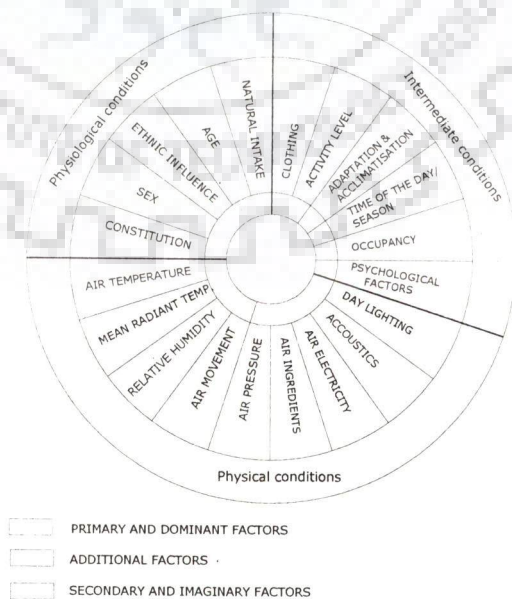 Physiological conditions
Intermediate conditions
NATURAL INTAKE
AGE
ETHNIC INFLUENCE
SEX
CONSTITUTION
CLOTHING
ACTIVITY LEVEL
ADAPTATION &
ACCLIMATISATION
TIME OF THE DAY/
SEASON
OCCUPANCY
PSYCHOLOGICAL
FACTORS
AIR TEMPERATURE
MEAN RADIANT TEMP.
RELATIVE HUMIDITY
AIR MOVEMENT
AIR PRESSURE
AIR INGREDIENTS
AIR ELECTRICITY
ACCOUSTICS
DAY LIGHTING
Physical conditions
PRIMARY AND DOMINANT FACTORS
ADDITIONAL FACTORS
SECONDARY AND IMAGINARY FACTORS